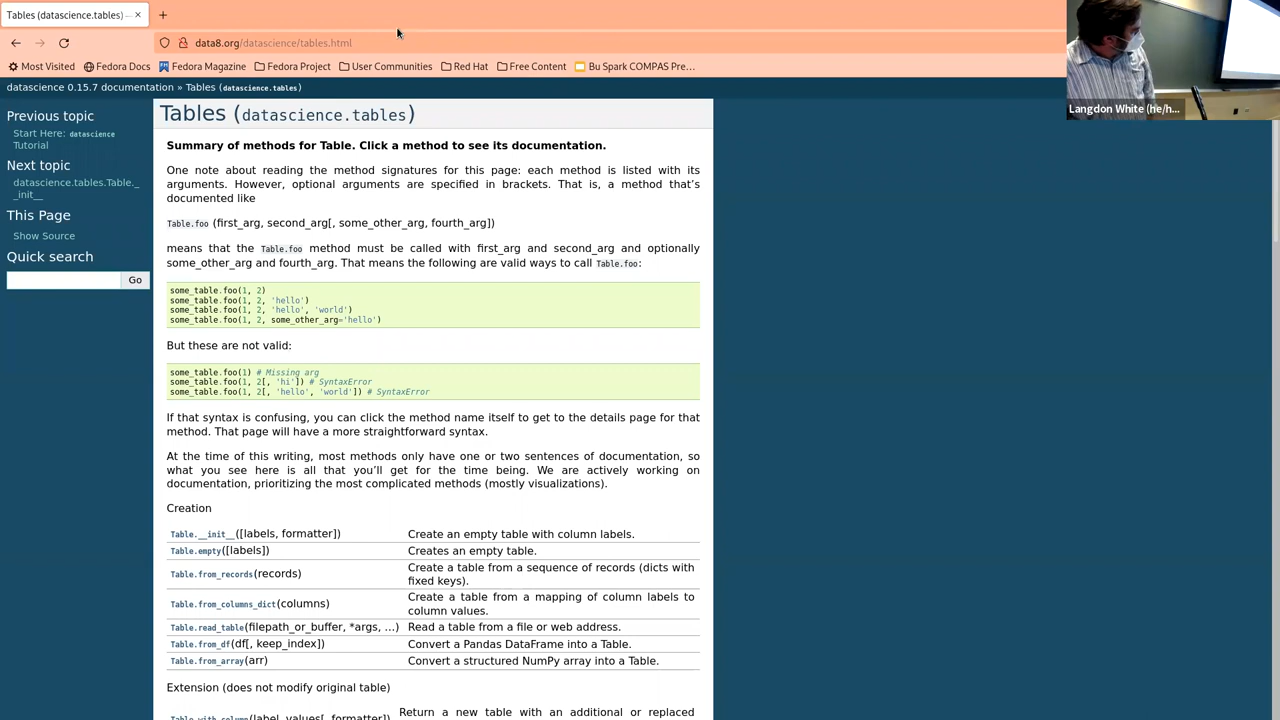 Tables (datascience.tables) —
data8.org/datascience/tables.html
Most Visited
Fedora Docs
Fedora Magazine
Fedora Project
User Communities
Red Hat
Free Content
Bu Spark COMPAS Pre…
datascience 0.15.7 documentation » Tables (datascience.tables)
Langdon White (he/h...
Previous topic
Start Here: datascience
Tutorial
Next topic
datascience.tables.Table._
_init__
This Page
Show Source
Quick search
Go
Tables (datascience.tables)
Summary of methods for Table. Click a method to see its documentation.
One note about reading the method signatures for this page: each method is listed with its
arguments. However, optional arguments are specified in brackets. That is, a method that's
documented like
Table.foo (first_arg, second_arg[, some_other_arg, fourth_arg])
means that the Table.foo method must be called with first_arg and second_arg and optionally
some_other_arg and fourth_arg. That means the following are valid ways to call Table.foo:
some_table.foo(1, 2)
some_table.foo(1, 2, 'hello')
some_table.foo(1, 2, 'hello', 'world')
some_table.foo(1, 2, some_other_arg='hello')
But these are not valid:
some_table.foo(1) # Missing arg
some_table.foo(1, 2[, 'hi']) # SyntaxError
some_table.foo(1, 2[, 'hello', 'world']) # SyntaxError
If that syntax is confusing, you can click the method name itself to get to the details page for that
method. That page will have a more straightforward syntax.
At the time of this writing, most methods only have one or two sentences of documentation, so
what you see here is all that you'll get for the time being. We are actively working on
documentation, prioritizing the most complicated methods (mostly visualizations).
Creation
Table.__init__([labels, formatter]) Create an empty table with column labels.
Table.empty([labels]) Creates an empty table.
Table.from_records(records) Create a table from a sequence of records (dicts with
fixed keys).
Table.from_columns_dict(columns) Create a table from a mapping of column labels to
column values.
Table.read_table(filepath_or_buffer, *args, …) Read a table from a file or web address.
Table.from_df(df[, keep_index]) Convert a Pandas DataFrame into a Table.
Table.from_array(arr) Convert a structured NumPy array into a Table.
Extension (does not modify original table)
Table.with_column(label, values[, formatter]) Return a new table with an additional or replaced